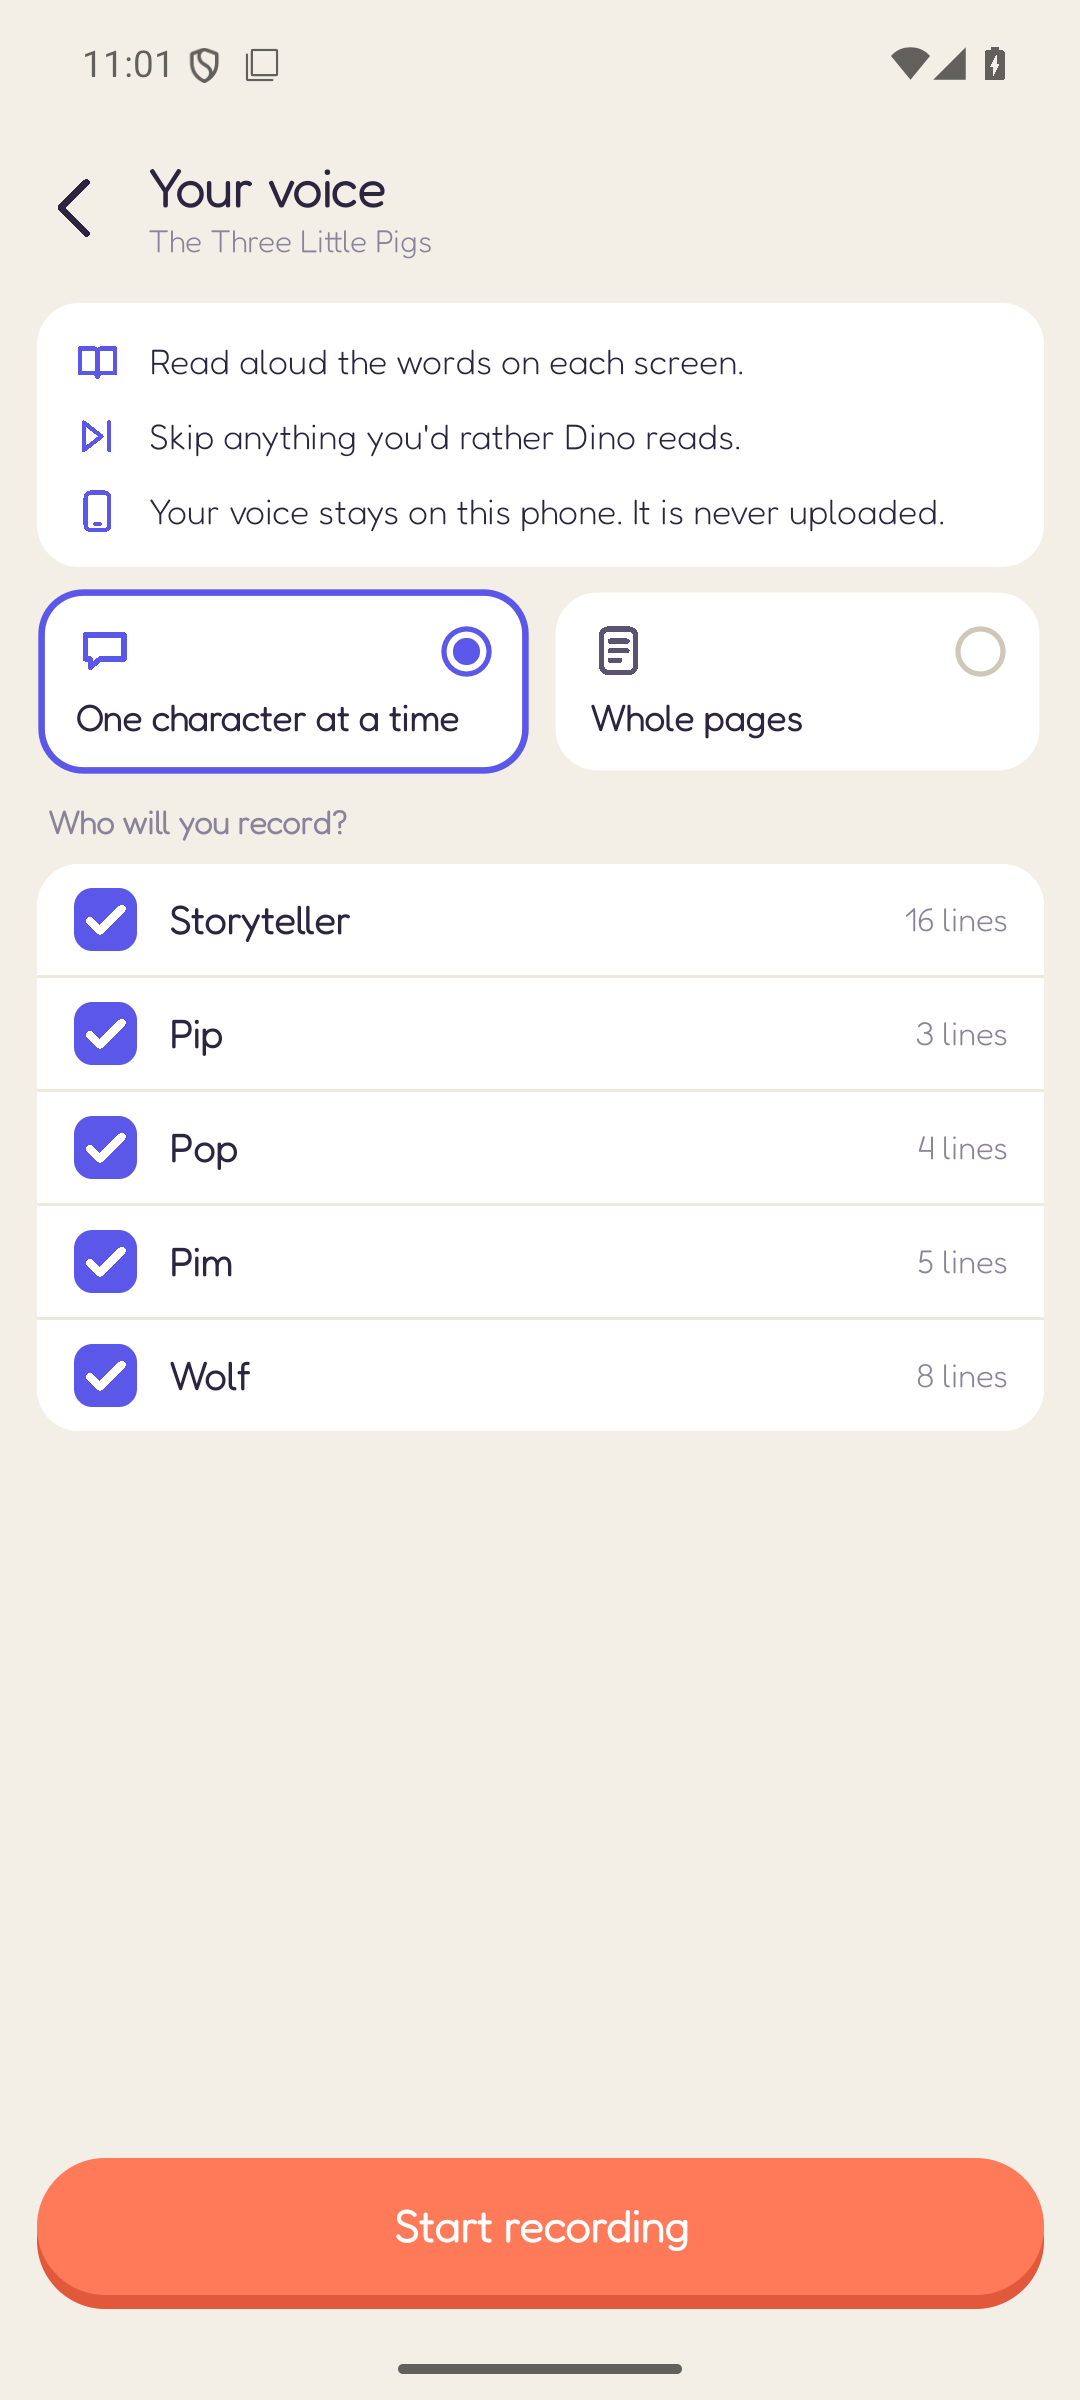 11:01
Your voice
The Three Little Pigs
Read aloud the words on each screen.
Skip anything you'd rather Dino reads.
Your voice stays on this phone. It is never uploaded.
One character at a time
Whole pages
Who will you record?
Storyteller 16 lines
Pip 3 lines
Pop 4 lines
Pim 5 lines
Wolf 8 lines
Start recording